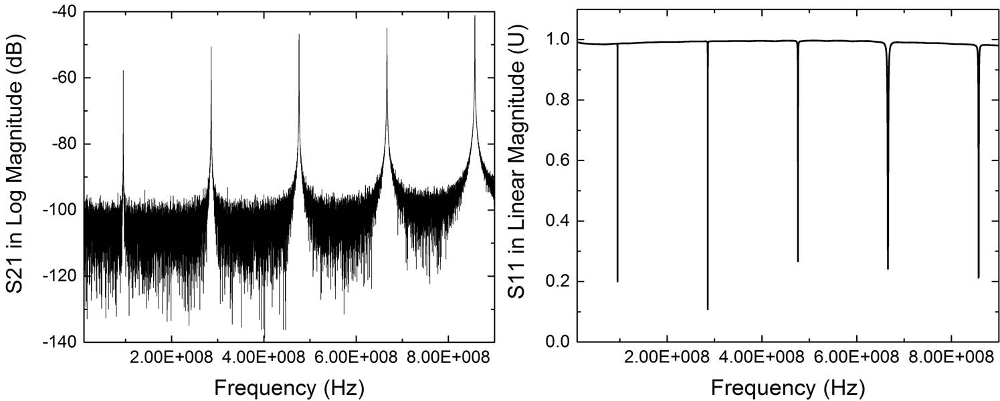 S21 in Log Magnitude (dB)
-40
-60
-80
-100
-120
-140
2.00E+008 4.00E+008 6.00E+008 8.00E+008
Frequency (Hz)
S11 in Linear Magnitude (U)
1.0
0.8
0.6
0.4
0.2
0.0
2.00E+008 4.00E+008 6.00E+008 8.00E+008
Frequency (Hz)